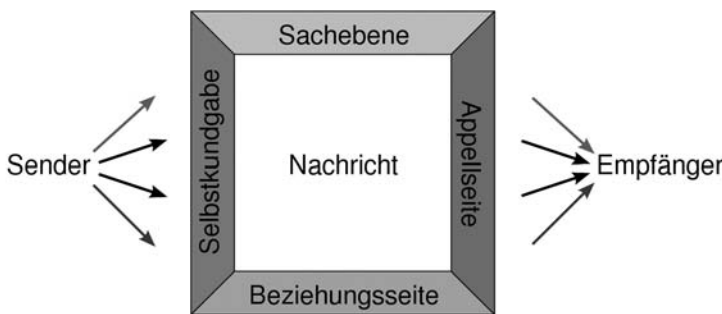 Sachebene
Selbstkundgabe
Appellseite
Sender
Nachricht
Empfänger
Beziehungsseite